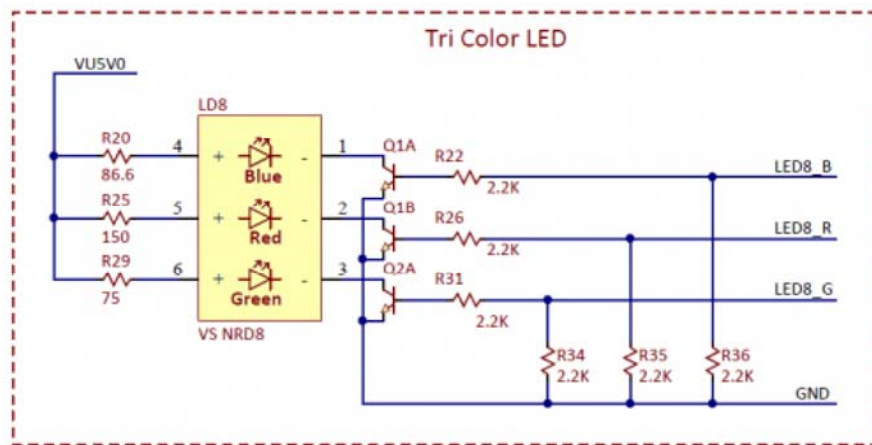 Tri Color LED
VU5V0
LD8
R20
4
+
-
1
Q1A
R22
LED8_B
86.6
Blue
2.2K
R25
5
+
-
2
Q1B
R26
LED8_R
150
Red
2.2K
R29
6
+
-
3
Q2A
R31
LED8_G
75
Green
2.2K
VS NRD8
R34
R35
R36
2.2K
2.2K
2.2K
GND